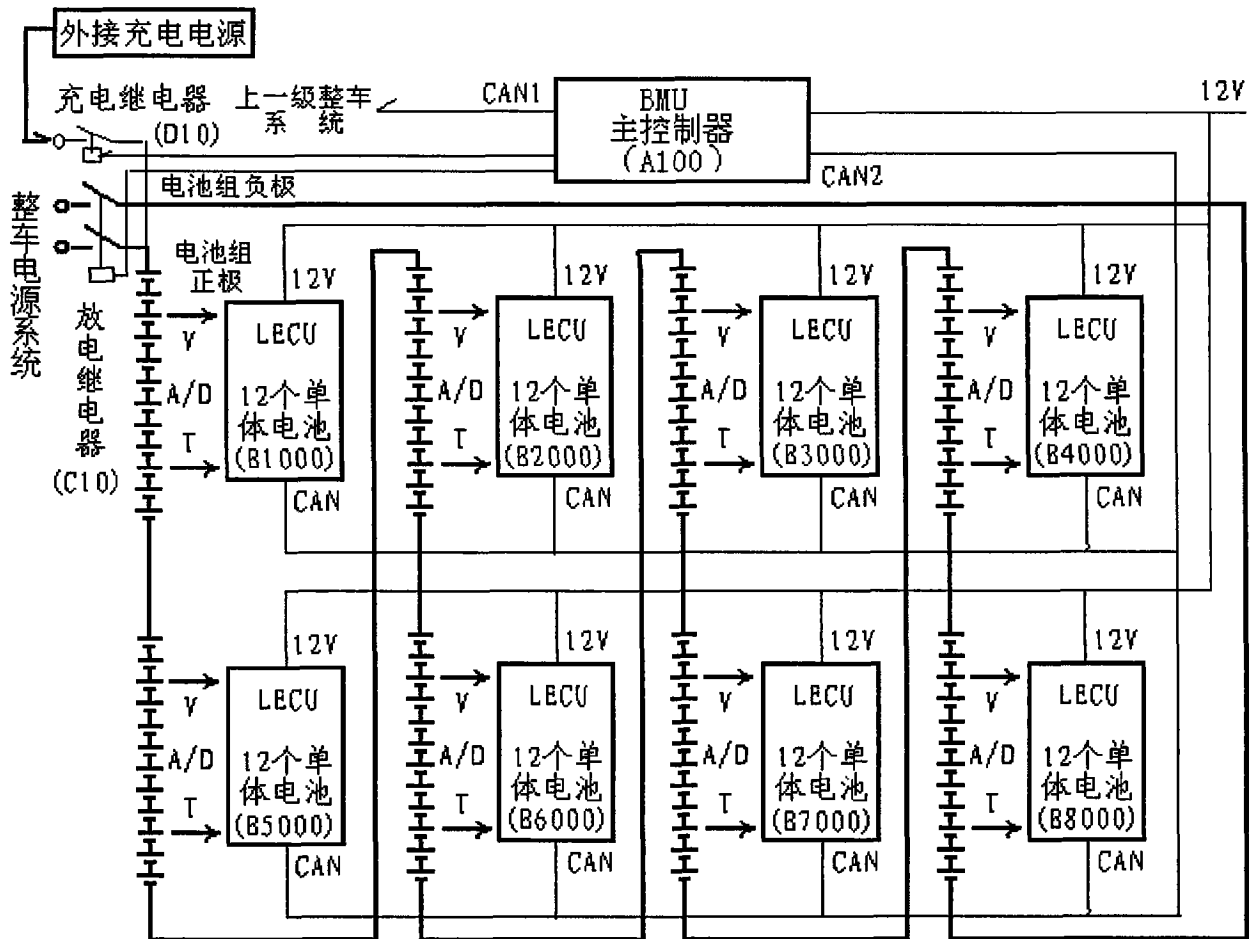 外接充电电源
充电继电器
(D10)
上一级整车
系 统
CAN1
BMU
主控制器
(A100)
12V
CAN2
电池组负极
整车电源系统
电池组
正极
放电继电器
(C10)
12V
12V
12V
12V
V
A/D
T
LECU
12个单
体电池
(B1000)
CAN
V
A/D
T
LECU
12个单
体电池
(B2000)
CAN
V
A/D
T
LECU
12个单
体电池
(B3000)
CAN
V
A/D
T
LECU
12个单
体电池
(B4000)
CAN
12V
12V
12V
12V
V
A/D
T
LECU
12个单
体电池
(B5000)
CAN
V
A/D
T
LECU
12个单
体电池
(B6000)
CAN
V
A/D
T
LECU
12个单
体电池
(B7000)
CAN
V
A/D
T
LECU
12个单
体电池
(B8000)
CAN